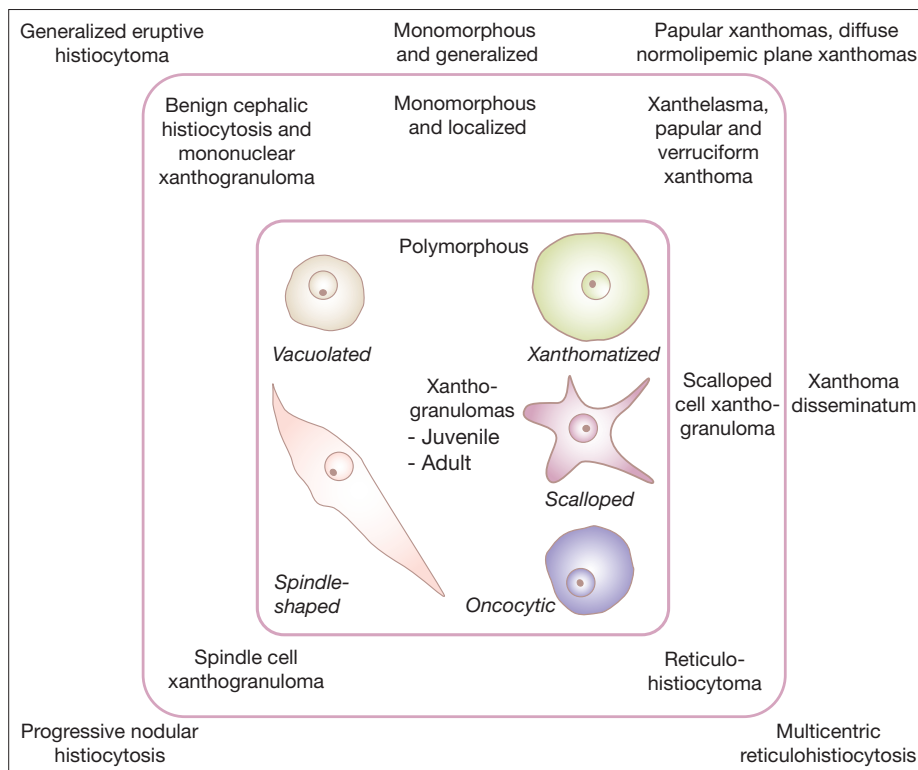 Generalized eruptive
histiocytoma
Monomorphous
and generalized
Papular xanthomas, diffuse
normolipemic plane xanthomas
Benign cephalic
histiocytosis and
mononuclear
xanthogranuloma
Monomorphous
and localized
Xanthelasma,
papular and
verruciform
xanthoma
Polymorphous
Vacuolated
Xanthomatized
Xantho-
granulomas
- Juvenile
- Adult
Scalloped
Scalloped
cell xantho-
granuloma
Xanthoma
disseminatum
Spindle-
shaped
Oncocytic
Spindle cell
xanthogranuloma
Reticulo-
histiocytoma
Progressive nodular
histiocytosis
Multicentric
reticulohistiocytosis